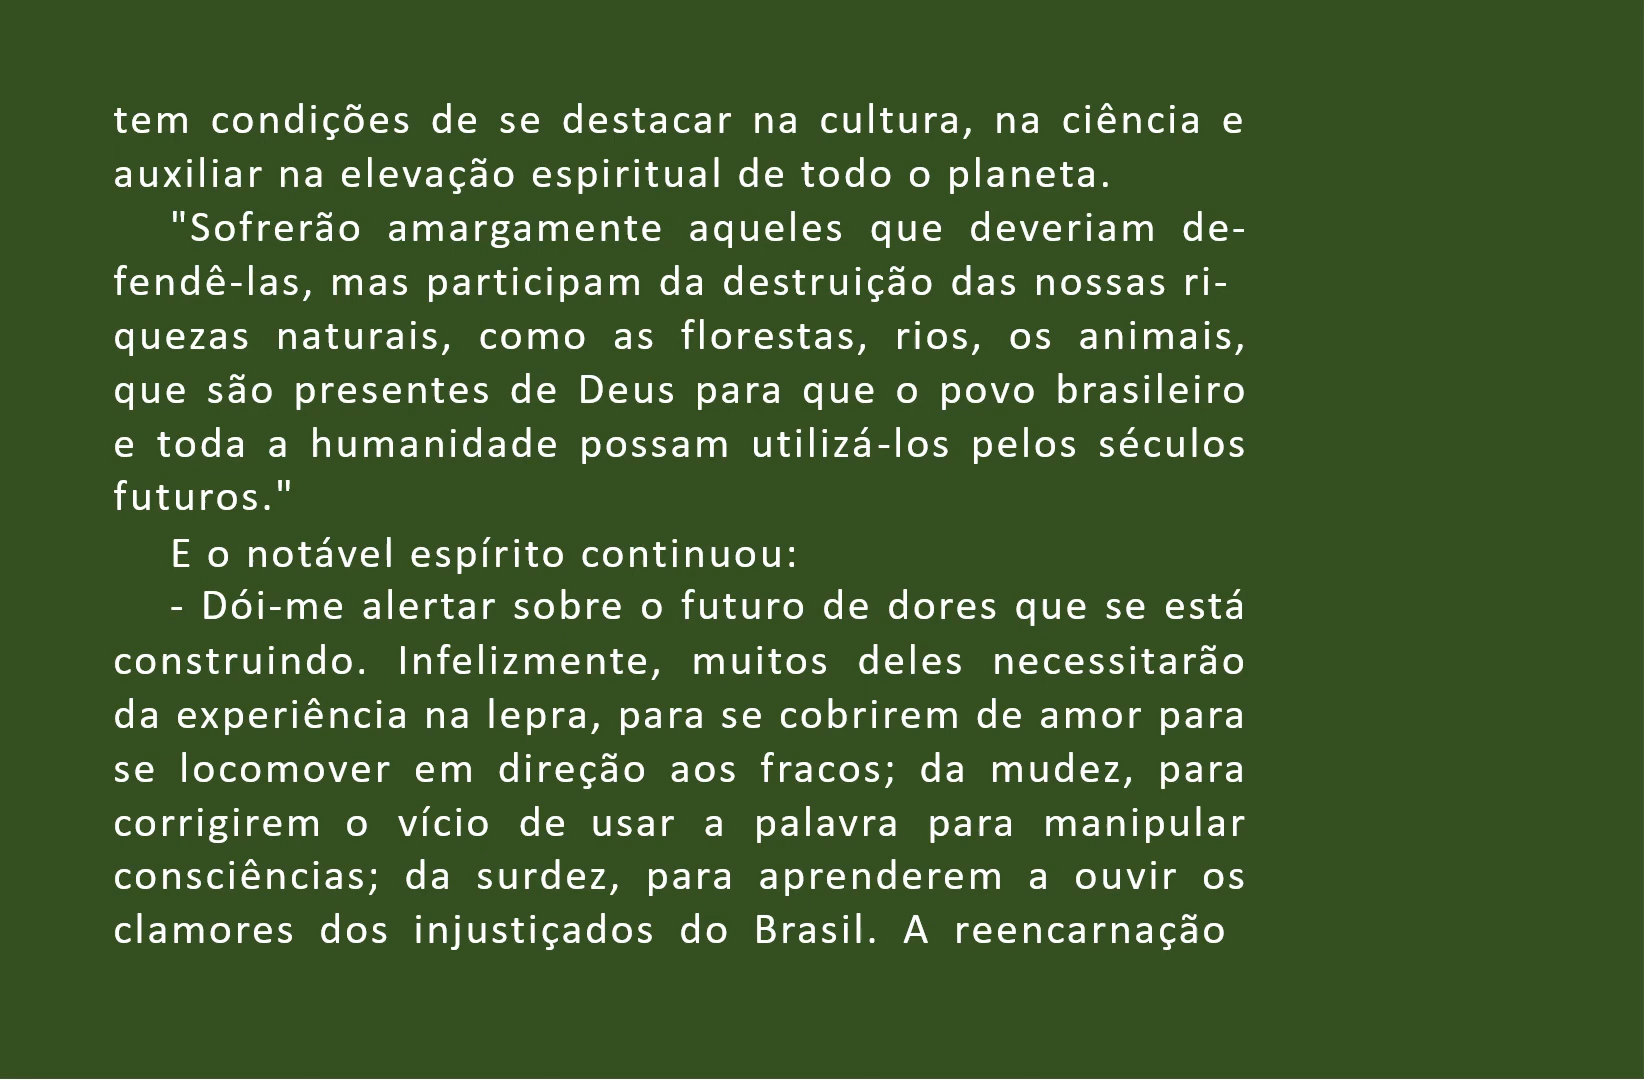 tem condições de se destacar na cultura, na ciência e
auxiliar na elevação espiritual de todo o planeta.
"Sofrerão amargamente aqueles que deveriam de-
fendê-las, mas participam da destruição das nossas ri-
quezas naturais, como as florestas, rios, os animais,
que são presentes de Deus para que o povo brasileiro
e toda a humanidade possam utilizá-los pelos séculos
futuros."
E o notável espírito continuou:
- Dói-me alertar sobre o futuro de dores que se está
construindo. Infelizmente, muitos deles necessitarão
da experiência na lepra, para se cobrirem de amor para
se locomover em direção aos fracos; da mudez, para
corrigirem o vício de usar a palavra para manipular
consciências; da surdez, para aprenderem a ouvir os
clamores dos injustiçados do Brasil. A reencarnação